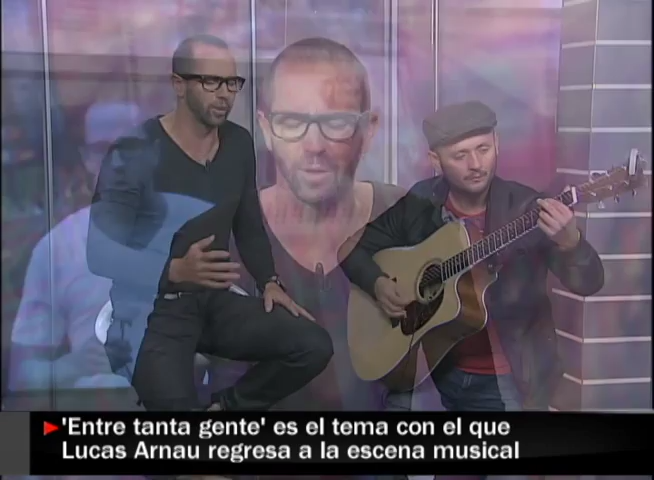 'Entre tanta gente' es el tema con el que
Lucas Arnau regresa a la escena musical